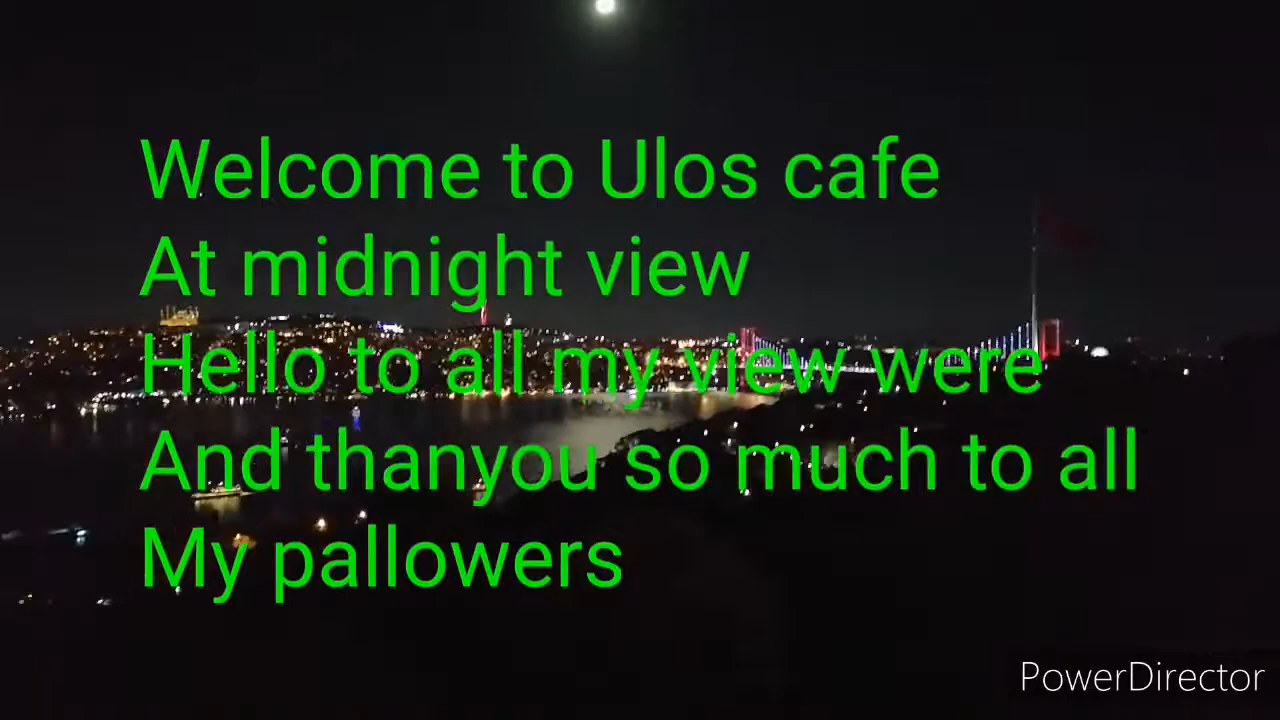 Welcome to Ulos cafe
At midnight view
Hello to all my view were
And thanyou so much to all
My pallowers
PowerDirector